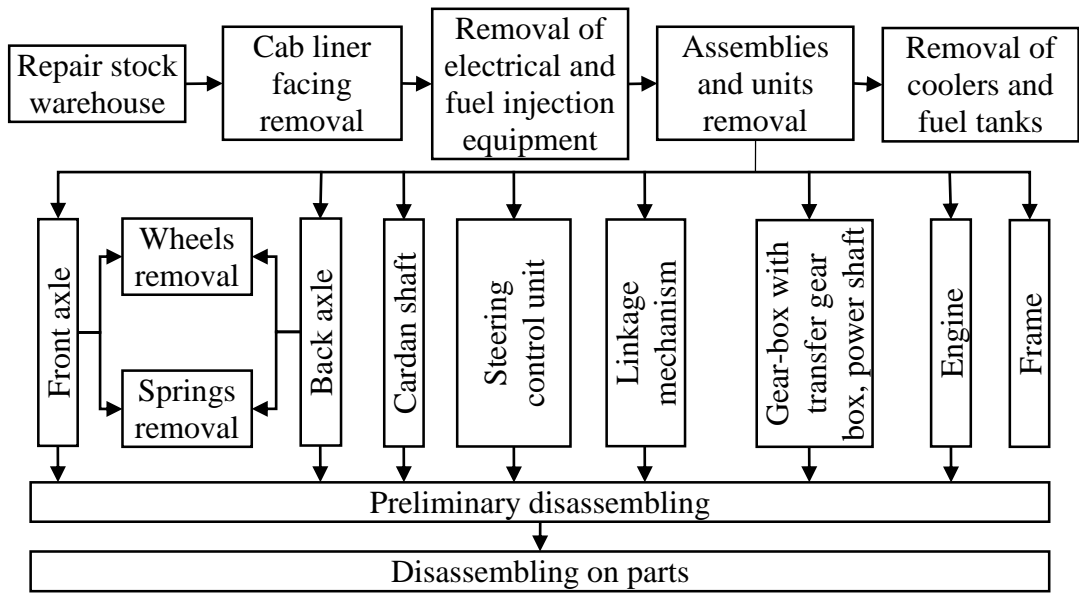 Repair stock
warehouse
Cab liner
facing
removal
Removal of
electrical and
fuel injection
equipment
Assemblies
and units
removal
Removal of
coolers and
fuel tanks
Front axle
Wheels
removal
Springs
removal
Back axle
Cardan shaft
Steering
control unit
Linkage
mechanism
Gear-box with
transfer gear
box, power shaft
Engine
Frame
Preliminary disassembling
Disassembling on parts